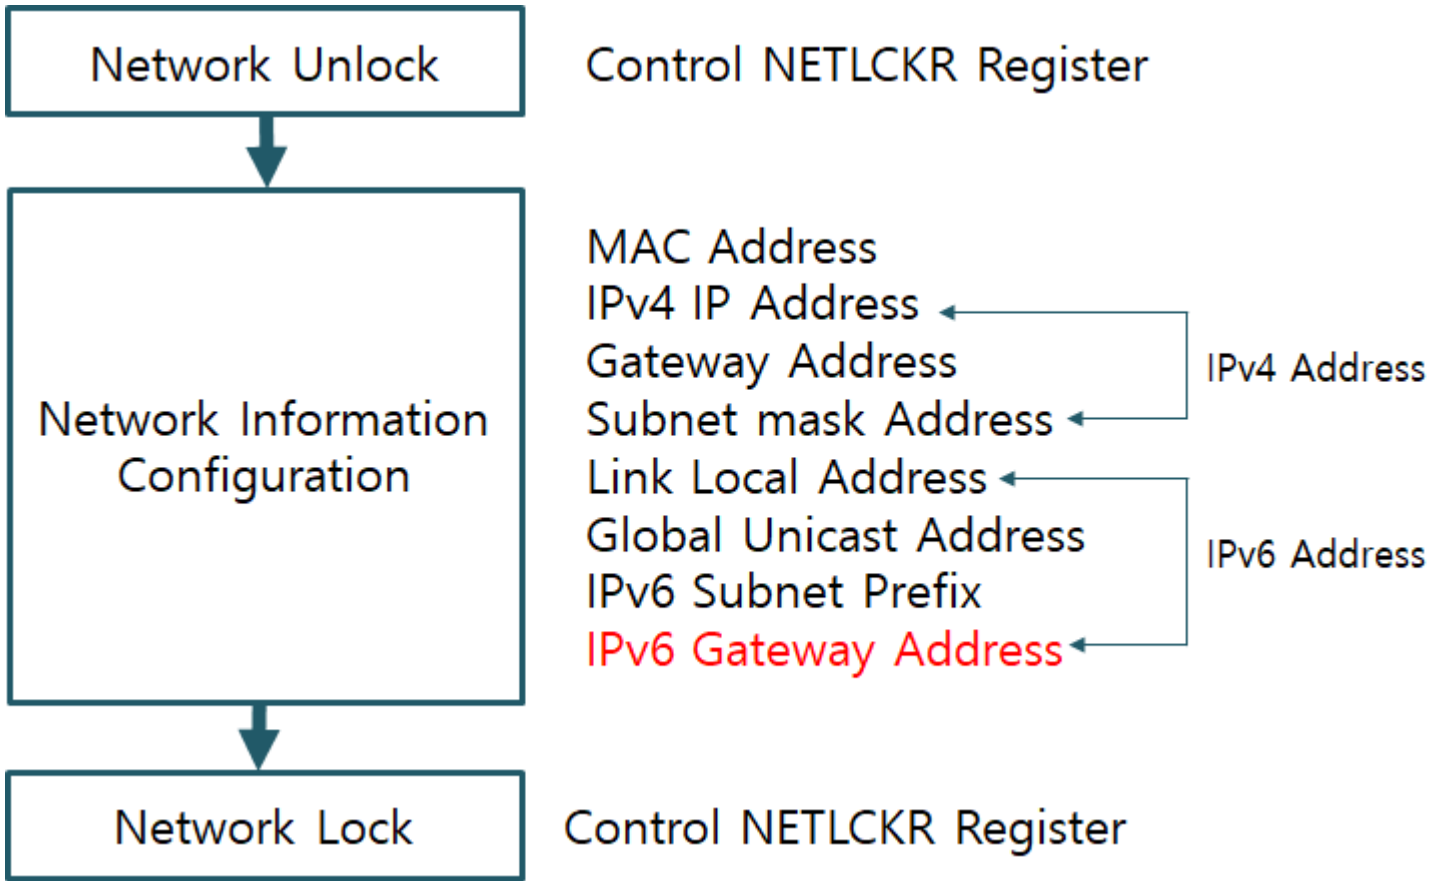 Network Unlock
Control NETLCKR Register
Network Information
Configuration
MAC Address
IPv4 IP Address
Gateway Address
Subnet mask Address
Link Local Address
Global Unicast Address
IPv6 Subnet Prefix
IPv6 Gateway Address
IPv4 Address
IPv6 Address
Network Lock
Control NETLCKR Register